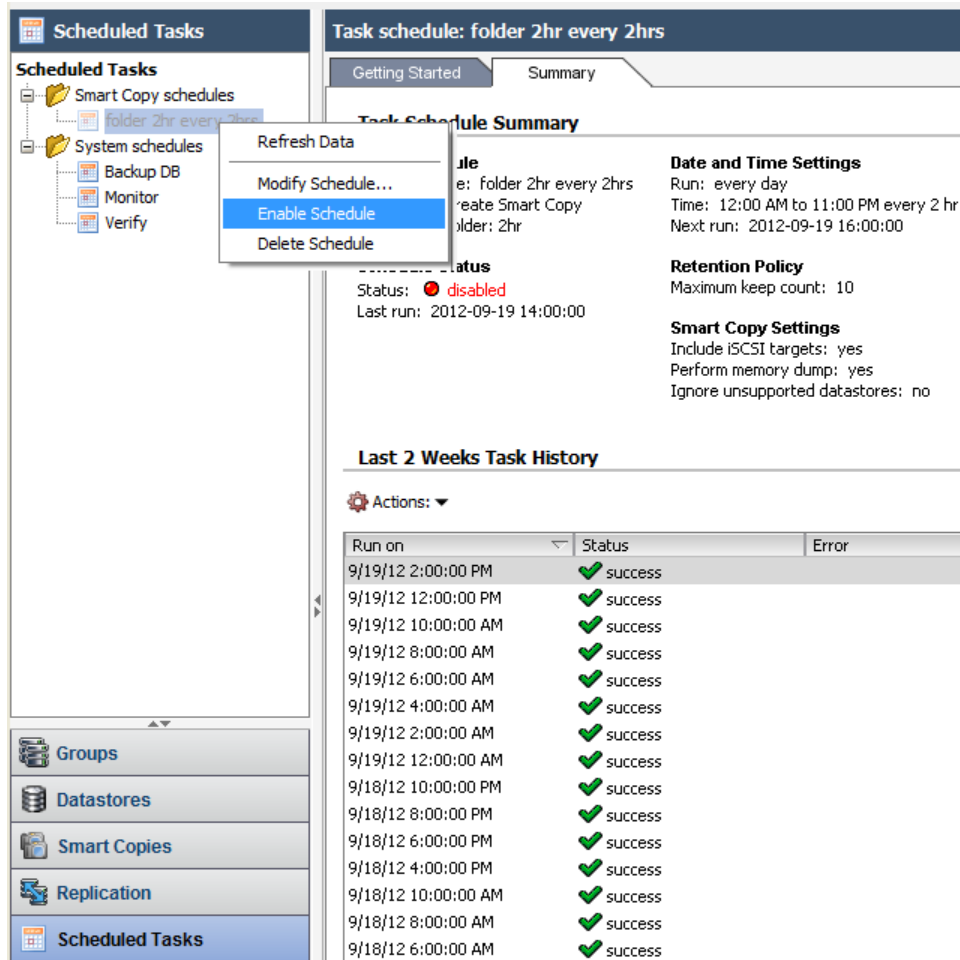 Scheduled Tasks
Scheduled Tasks
Smart Copy schedules
folder 2hr every 2hrs
System schedules
Backup DB
Monitor
Verify
Refresh Data
Modify Schedule...
Enable Schedule
Delete Schedule
Groups
Datastores
Smart Copies
Replication
Scheduled Tasks
Task schedule: folder 2hr every 2hrs
Getting Started
Summary
Task Schedule Summary
e: folder 2hr every 2hrs
reate Smart Copy
older: 2hr
Status: disabled
Last run: 2012-09-19 14:00:00
Date and Time Settings
Run: every day
Time: 12:00 AM to 11:00 PM every 2 hr
Next run: 2012-09-19 16:00:00
Retention Policy
Maximum keep count: 10
Smart Copy Settings
Include iSCSI targets: yes
Perform memory dump: yes
Ignore unsupported datastores: no
Last 2 Weeks Task History
Actions:
Run on Status Error
9/19/12 2:00:00 PM success
9/19/12 12:00:00 PM success
9/19/12 10:00:00 AM success
9/19/12 8:00:00 AM success
9/19/12 6:00:00 AM success
9/19/12 4:00:00 AM success
9/19/12 2:00:00 AM success
9/19/12 12:00:00 AM success
9/18/12 10:00:00 PM success
9/18/12 8:00:00 PM success
9/18/12 6:00:00 PM success
9/18/12 4:00:00 PM success
9/18/12 10:00:00 AM success
9/18/12 8:00:00 AM success
9/18/12 6:00:00 AM success